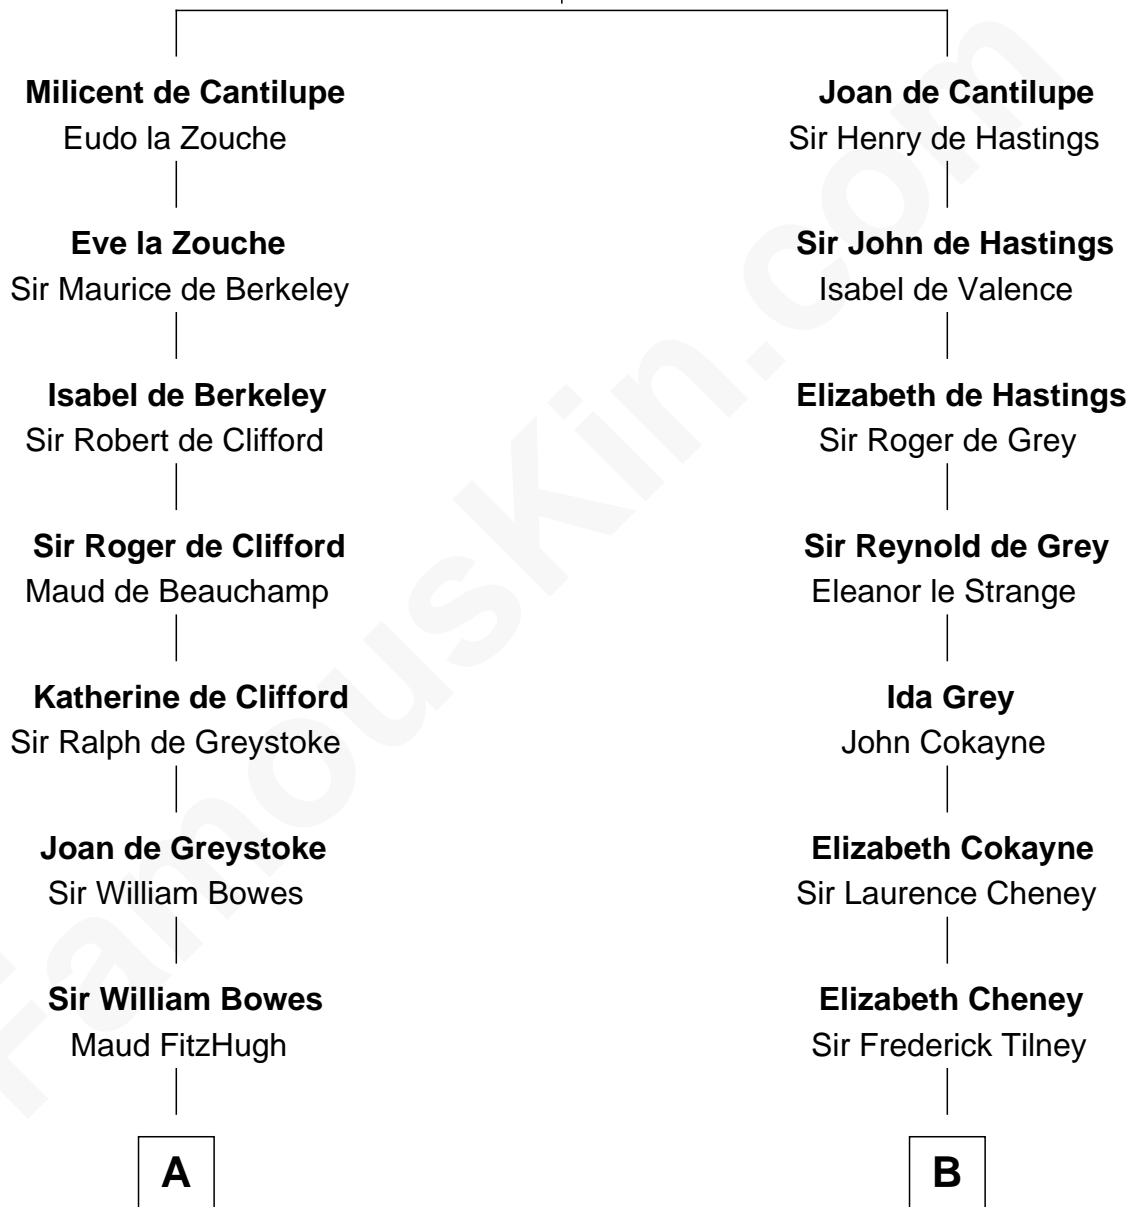 Milicent de Cantilupe
Eudo la Zouche
Eve la Zouche
Sir Maurice de Berkeley
Isabel de Berkeley
Sir Robert de Clifford
Sir Roger de Clifford
Maud de Beauchamp
Katherine de Clifford
Sir Ralph de Greystoke
Joan de Greystoke
Sir William Bowes
Sir William Bowes
Maud FitzHugh
A
Joan de Cantilupe
Sir Henry de Hastings
Sir John de Hastings
Isabel de Valence
Elizabeth de Hastings
Sir Roger de Grey
Sir Reynold de Grey
Eleanor le Strange
Ida Grey
John Cokayne
Elizabeth Cokayne
Sir Laurence Cheney
Elizabeth Cheney
Sir Frederick Tilney
B
FamousKin.com